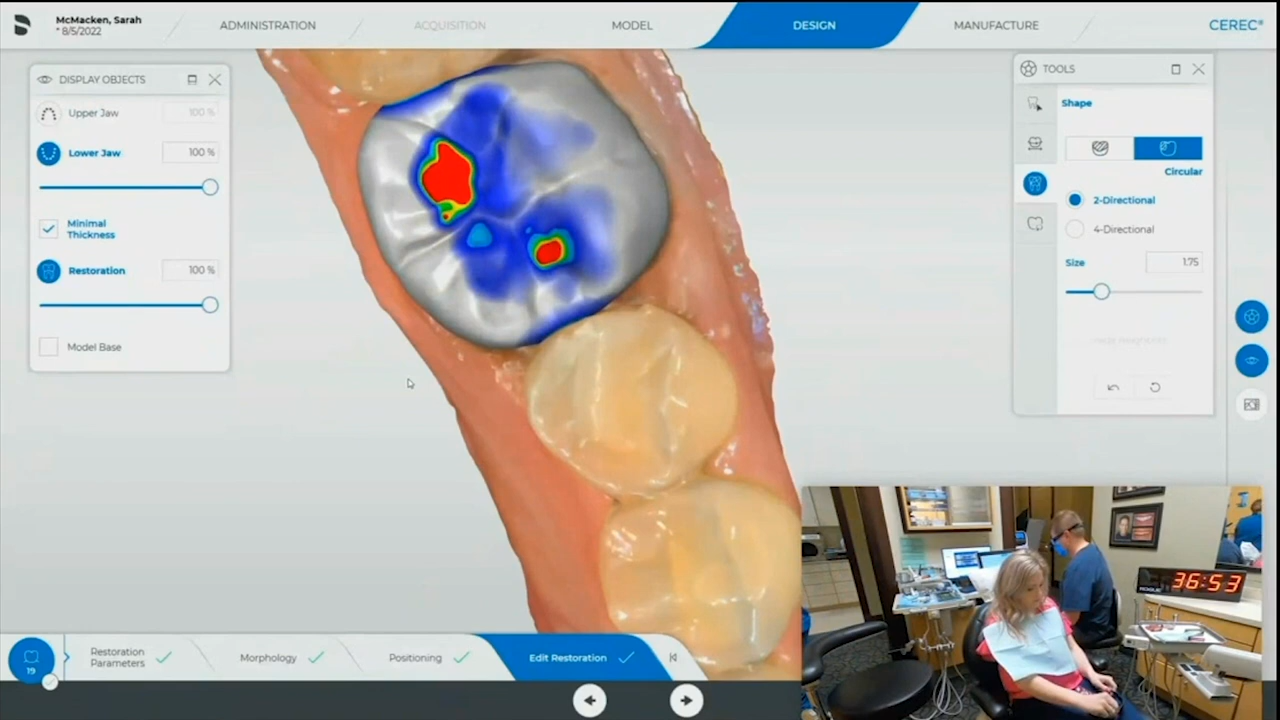 McMacken, Sarah
* 8/5/2022
ADMINISTRATION
ACQUISITION
MODEL
DESIGN
MANUFACTURE
CEREC®
DISPLAY OBJECTS
Upper Jaw
100 %
Lower Jaw
100 %
Minimal
Thickness
Restoration
100 %
Model Base
TOOLS
Shape
Circular
2-Directional
4-Directional
Size
1.75
36:53
19
Restoration
Parameters
Morphology
Positioning
Edit Restoration